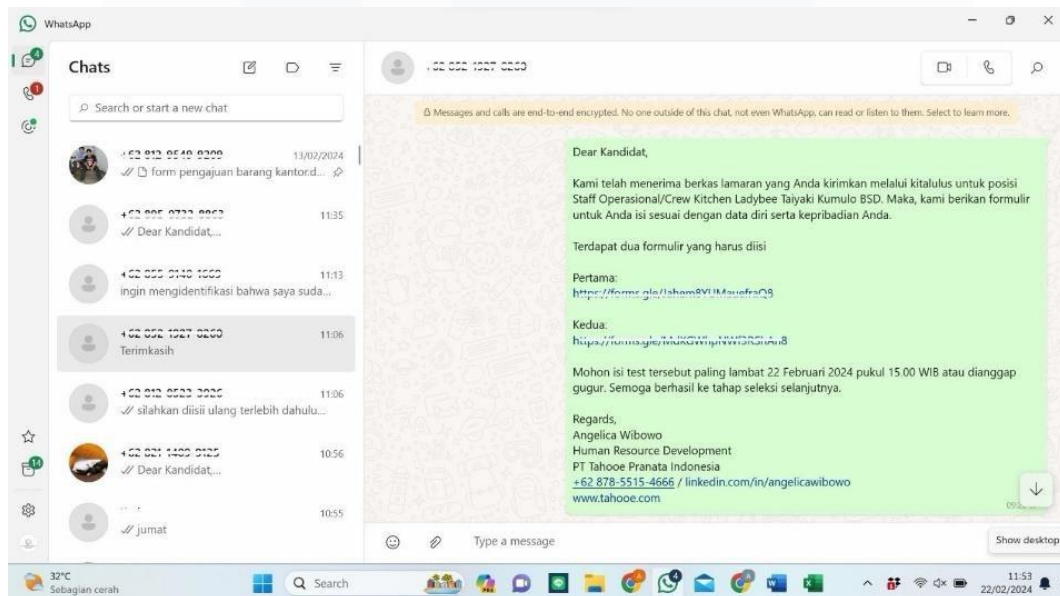 WhatsApp
4
1
Chats
Search or start a new chat
13/02/2024
form pengajuan barang kantor.d...
11:35
Dear Kandidat,...
11:13
ingin mengidentifikasi bahwa saya suda...
11:06
Terimkasih
11:06
silahkan diisii ulang terlebih dahulu...
10:56
Dear Kandidat,...
10:55
jumat
14
Messages and calls are end-to-end encrypted. No one outside of this chat, not even WhatsApp, can read or listen to them. Select to learn more.
Dear Kandidat,
Kami telah menerima berkas lamaran yang Anda kirimkan melalui kitalulus untuk posisi
Staff Operasional/Crew Kitchen Ladybee Taiyaki Kumulo BSD. Maka, kami berikan formulir
untuk Anda isi sesuai dengan data diri serta kepribadian Anda.
Terdapat dua formulir yang harus diisi
Pertama:
Kedua:
Mohon isi test tersebut paling lambat 22 Februari 2024 pukul 15.00 WIB atau dianggap
gugur. Semoga berhasil ke tahap seleksi selanjutnya.
Regards,
Angelica Wibowo
Human Resource Development
PT Tahooe Pranata Indonesia
+62 878-5515-4666 / linkedin.com/in/angelicawibowo
www.tahooe.com
Type a message
Show desktop
32°C
Sebagian cerah
Search
4
11:53
22/02/2024